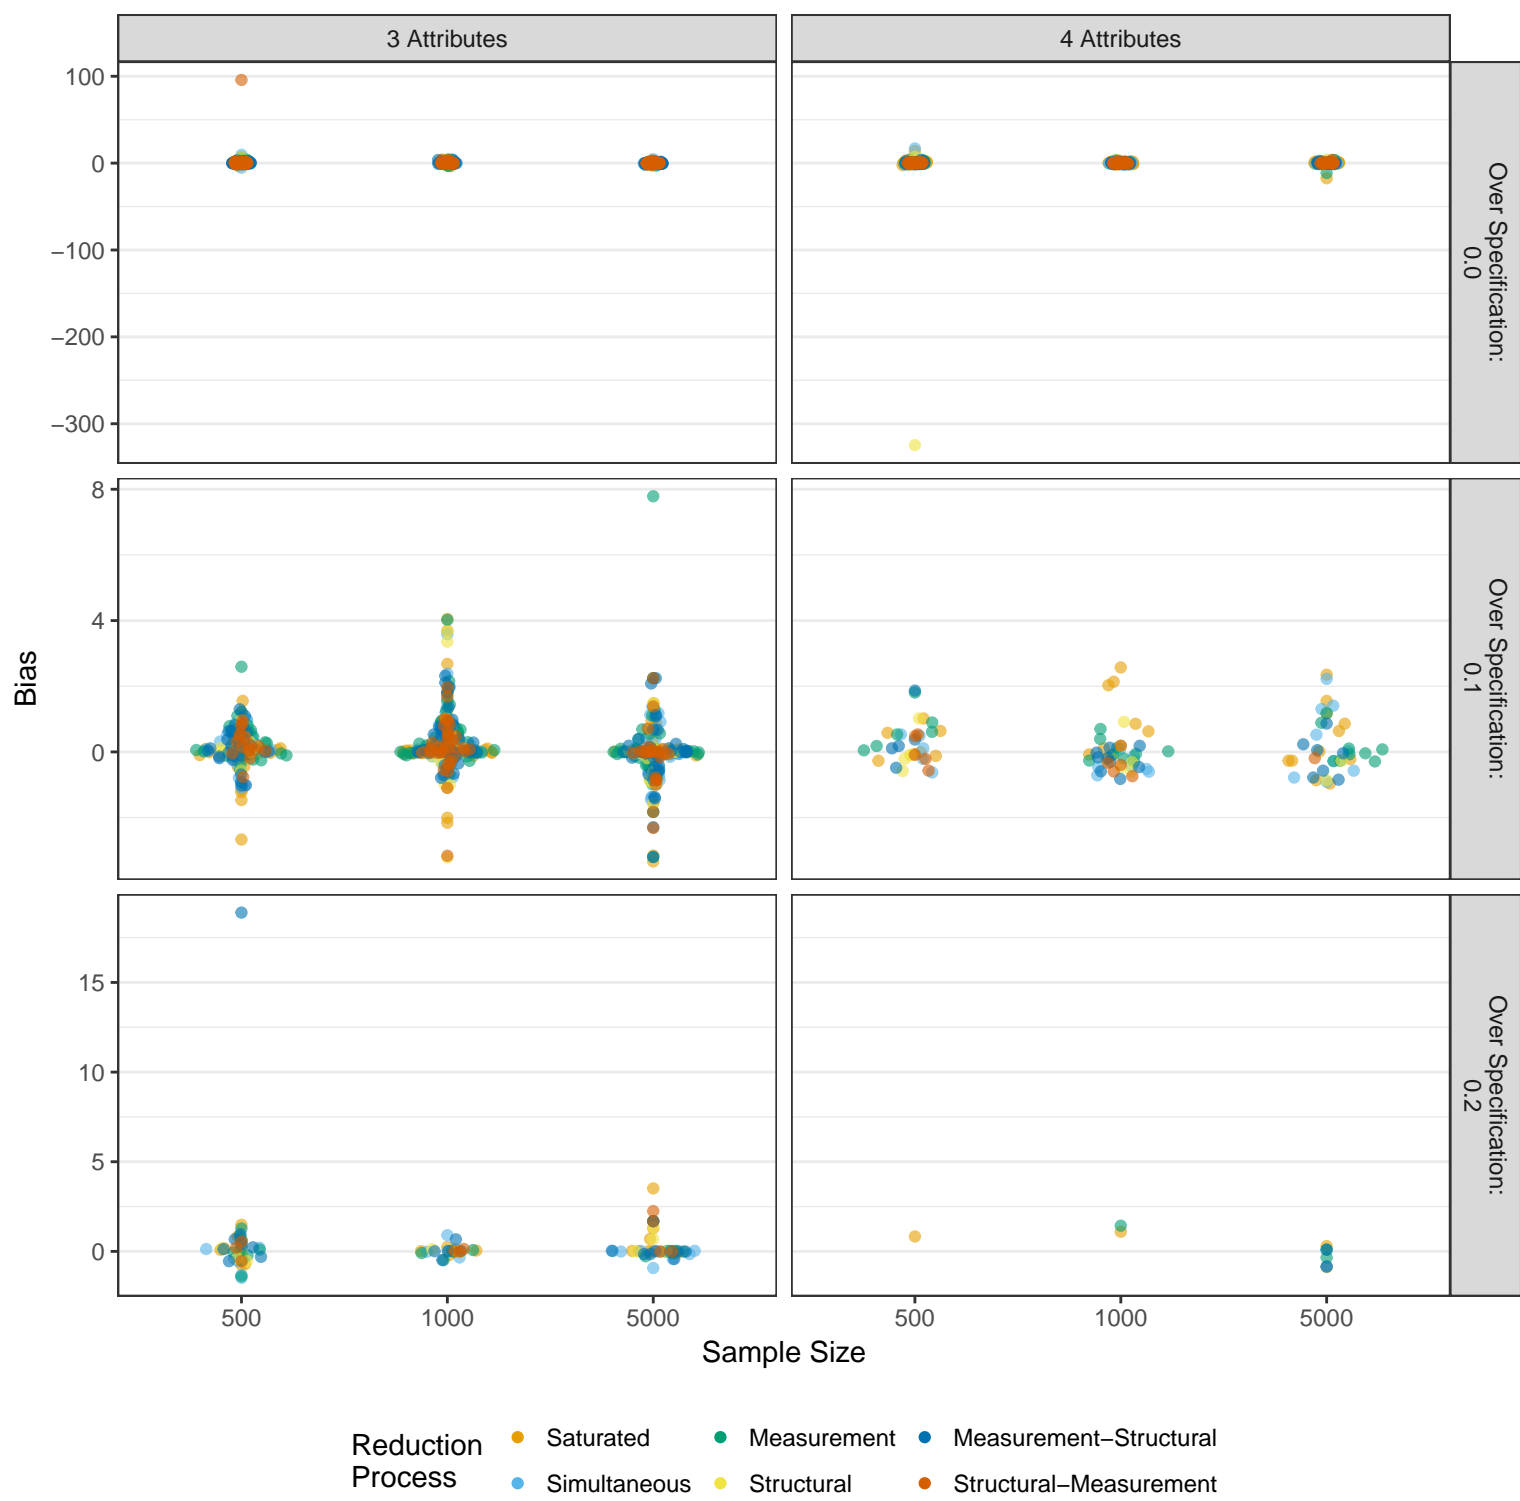 3 Attributes
4 Attributes
100
0
−100
−200
−300
Over Specification:
0.0
8
4
0
Over Specification:
0.1
15
10
5
0
Over Specification:
0.2
Bias
500
1000
5000
500
1000
5000
Sample Size
Reduction
Process
Saturated
Measurement
Measurement−Structural
Simultaneous
Structural
Structural−Measurement